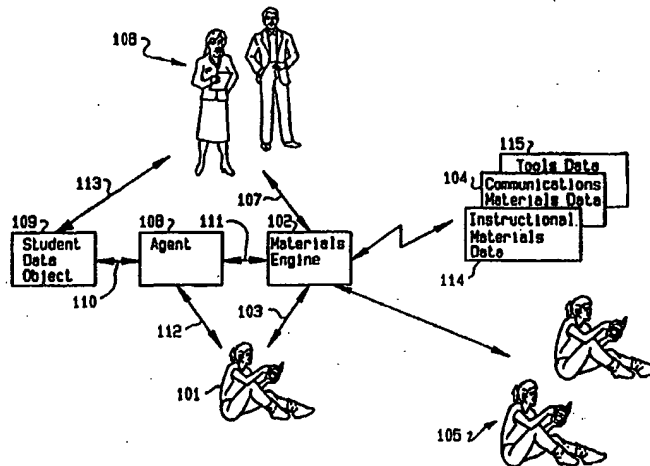 108
115
Tools Data
104
Communications
Materials Data
Instructional
Materials
Data
114
113
107
109
Student
Data
Object
108
Agent
111
102
Materials
Engine
110
112
103
101
105